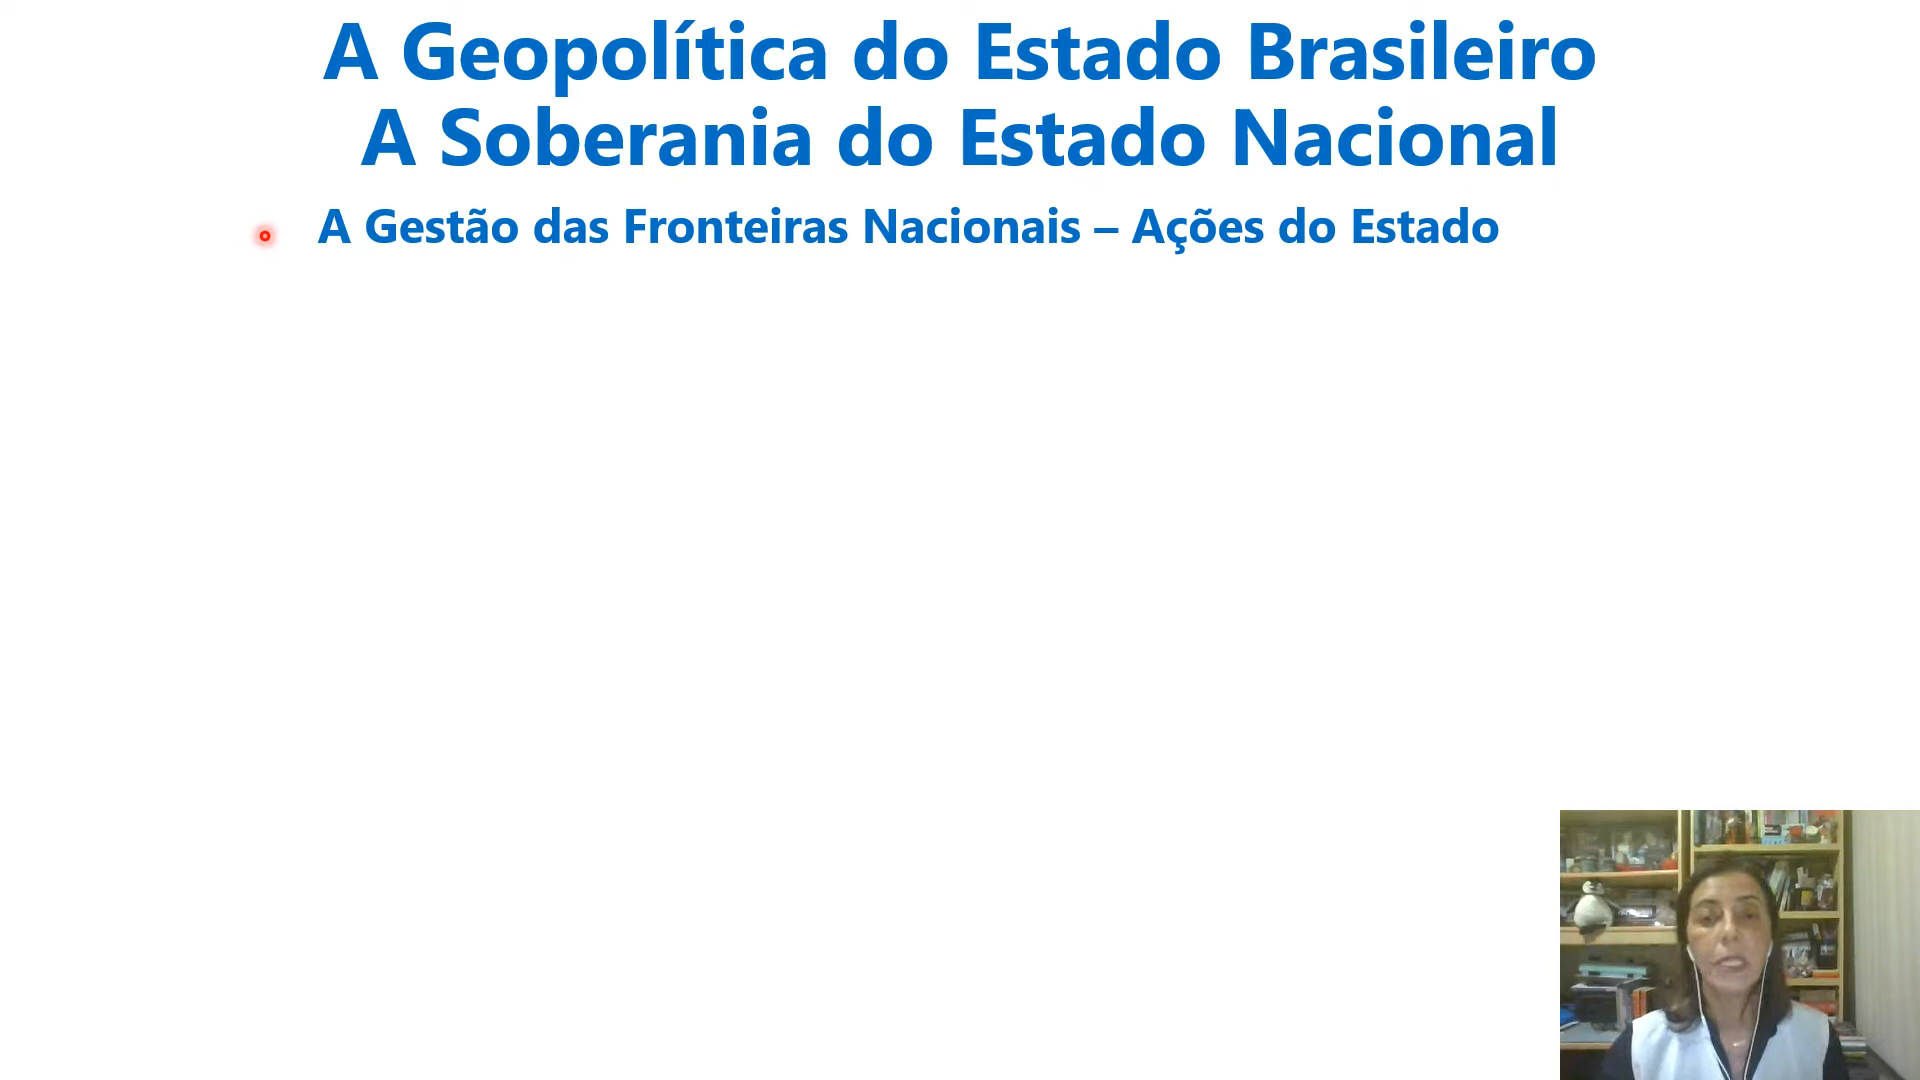 A Geopolítica do Estado Brasileiro
A Soberania do Estado Nacional
A Gestão das Fronteiras Nacionais – Ações do Estado